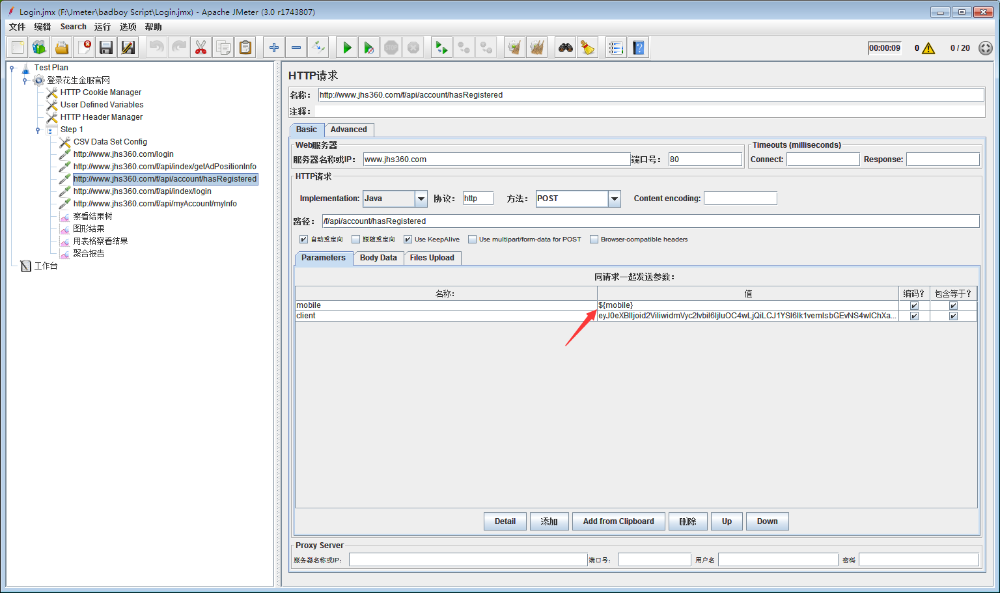 Login.jmx (F:\Jmeter\badboy Script\Login.jmx) - Apache JMeter (3.0 r1743807)
文件 编辑 Search 运行 选项 帮助
STOP
00:00:09 0 0 / 20
Test Plan
登录花生金服官网
HTTP Cookie Manager
User Defined Variables
HTTP Header Manager
Step 1
CSV Data Set Config
http://www.jhs360.com/login
http://www.jhs360.com/f/api/index/getAdPositionInfo
http://www.jhs360.com/f/api/account/hasRegistered
http://www.jhs360.com/f/api/index/login
http://www.jhs360.com/f/api/myAccount/myInfo
察看结果树
图形结果
用表格察看结果
聚合报告
工作台
HTTP请求
名称： http://www.jhs360.com/f/api/account/hasRegistered
注释：
Basic Advanced
Web服务器 Timeouts (milliseconds)
服务器名称或IP： www.jhs360.com 端口号： 80 Connect: Response:
HTTP请求
Implementation: Java 协议： http 方法： POST Content encoding:
路径： /f/api/account/hasRegistered
自动重定向 跟随重定向 Use KeepAlive Use multipart/form-data for POST Browser-compatible headers
Parameters Body Data Files Upload
同请求一起发送参数：
名称： 值 编码？ 包含等于？
mobile ${mobile}
client
Detail 添加 Add from Clipboard 删除 Up Down
Proxy Server
服务器名称或IP： 端口号： 用户名 密码